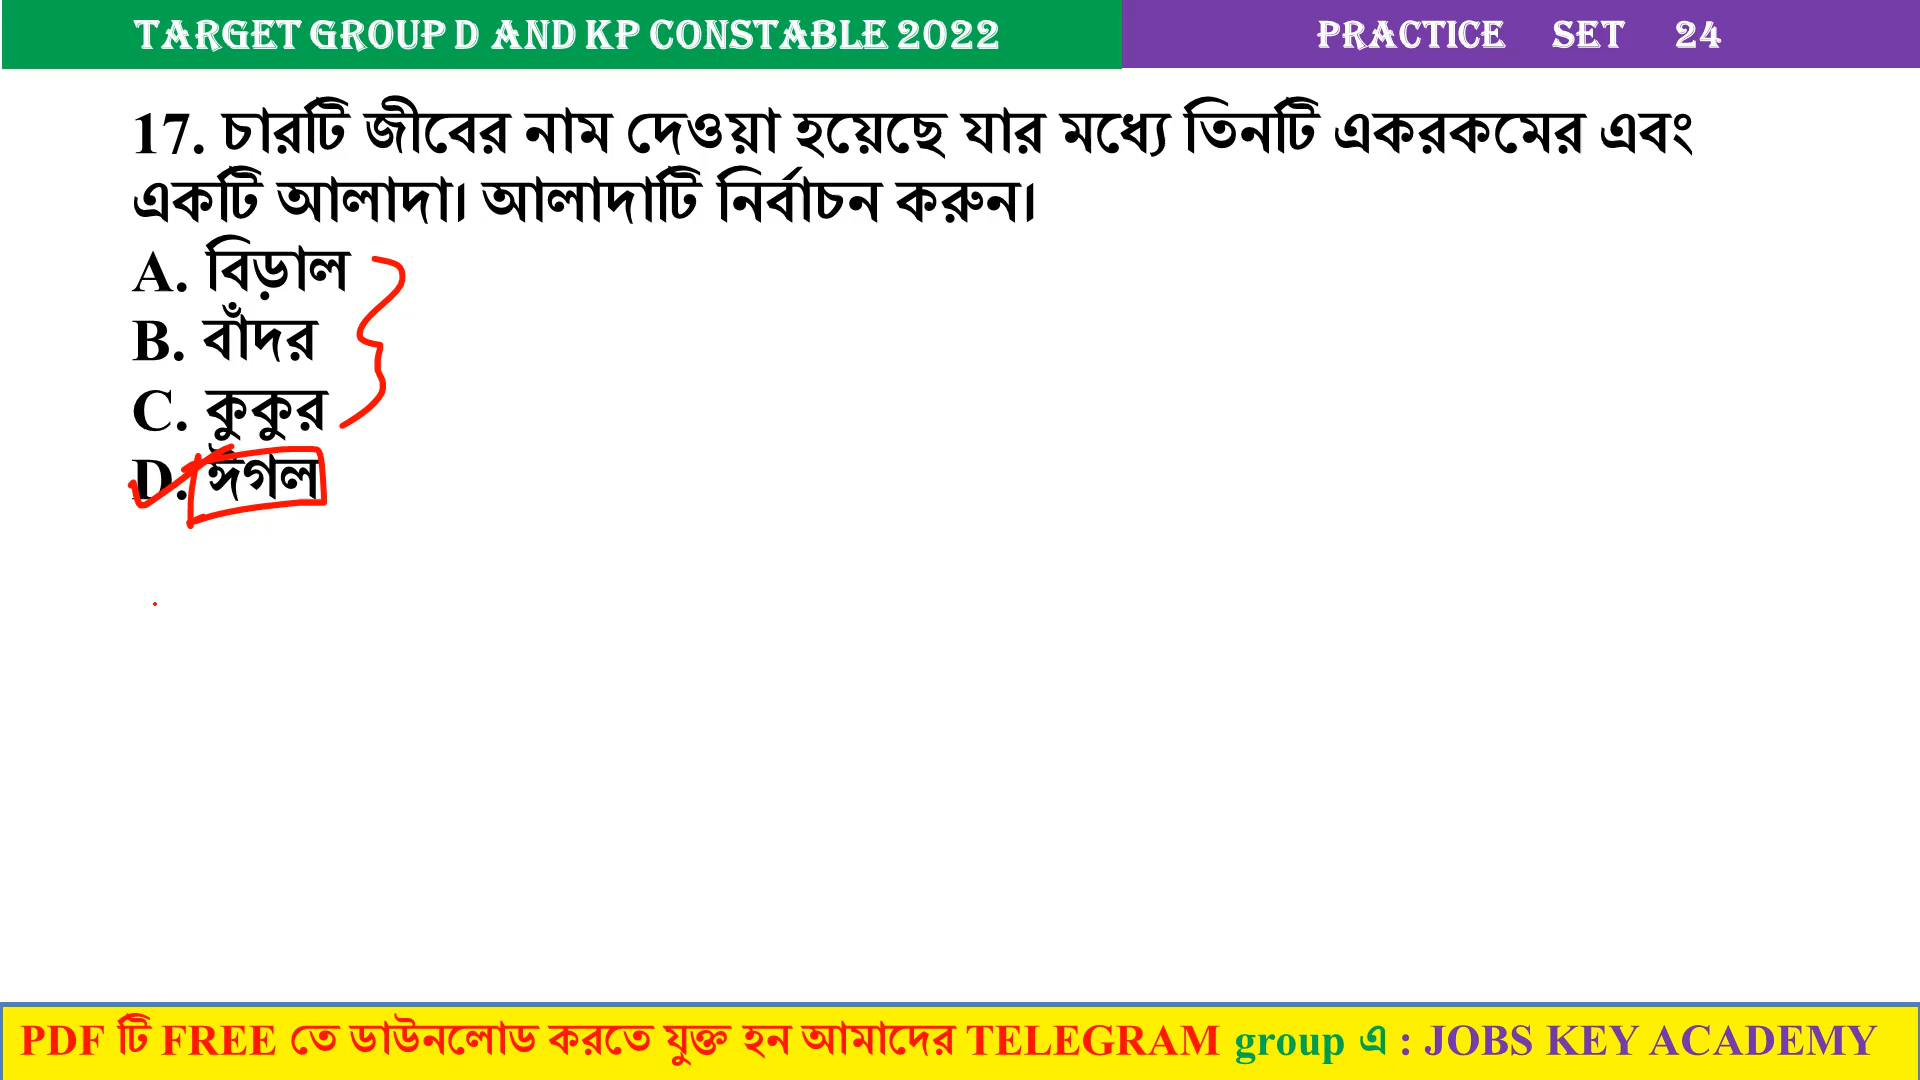 TARGET GROUP D AND KP CONSTABLE 2022
PRACTICE SET 24
17. চারটি জীবের নাম দেওয়া হয়েছে যার মধ্যে তিনটি একরকমের এবং
একটি আলাদা। আলাদাটি নির্বাচন করুন।
A. বিড়াল
B. বাঁদর
C. কুকুর
D. ঈগল
PDF টি FREE তে ডাউনলোড করতে যুক্ত হন আমাদের TELEGRAM group এ : JOBS KEY ACADEMY